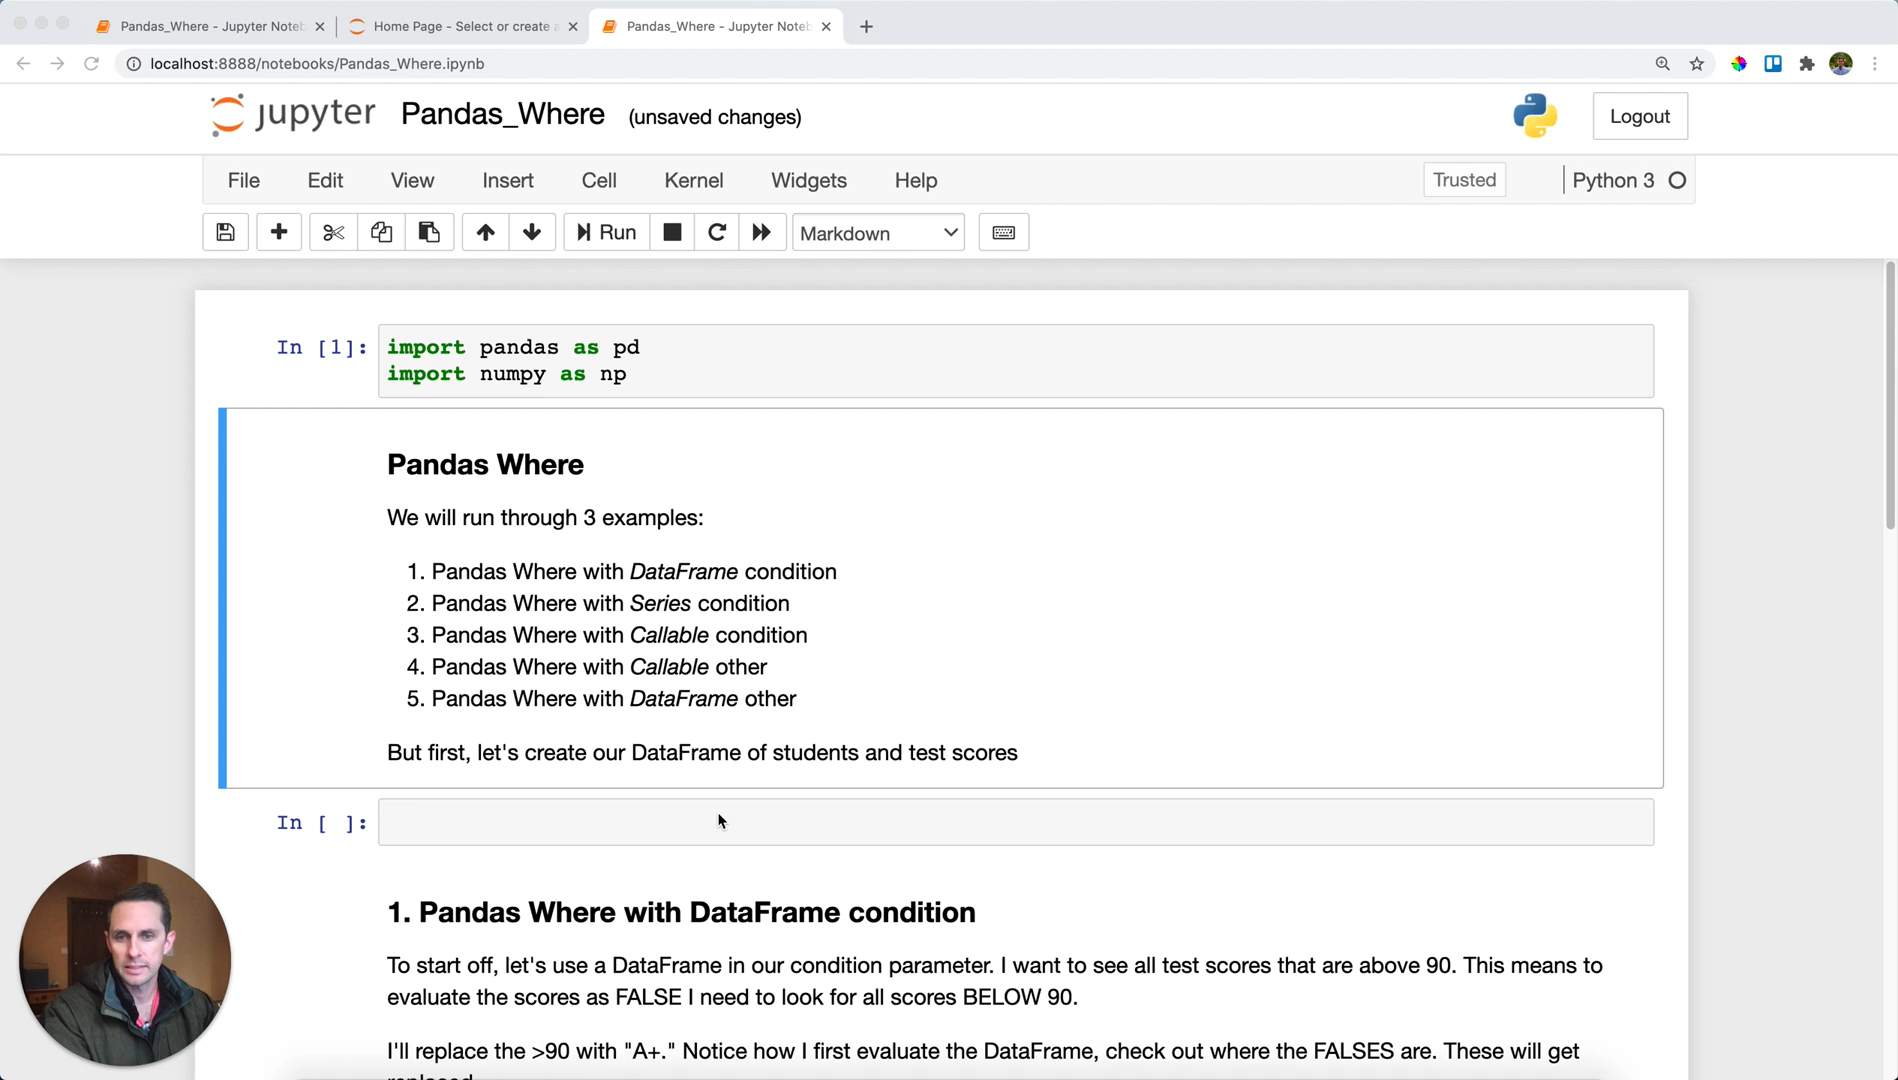 Pandas_Where - Jupyter Noteb
Home Page - Select or create a
Pandas_Where - Jupyter Noteb
localhost:8888/notebooks/Pandas_Where.ipynb
jupyter Pandas_Where (unsaved changes)
Logout
File Edit View Insert Cell Kernel Widgets Help
Trusted
Python 3
Run
Markdown
In [1]: import pandas as pd
import numpy as np
Pandas Where
We will run through 3 examples:
1. Pandas Where with DataFrame condition
2. Pandas Where with Series condition
3. Pandas Where with Callable condition
4. Pandas Where with Callable other
5. Pandas Where with DataFrame other
But first, let's create our DataFrame of students and test scores
In [ ]:
1. Pandas Where with DataFrame condition
To start off, let's use a DataFrame in our condition parameter. I want to see all test scores that are above 90. This means to
evaluate the scores as FALSE I need to look for all scores BELOW 90.
I'll replace the >90 with "A+." Notice how I first evaluate the DataFrame, check out where the FALSES are. These will get